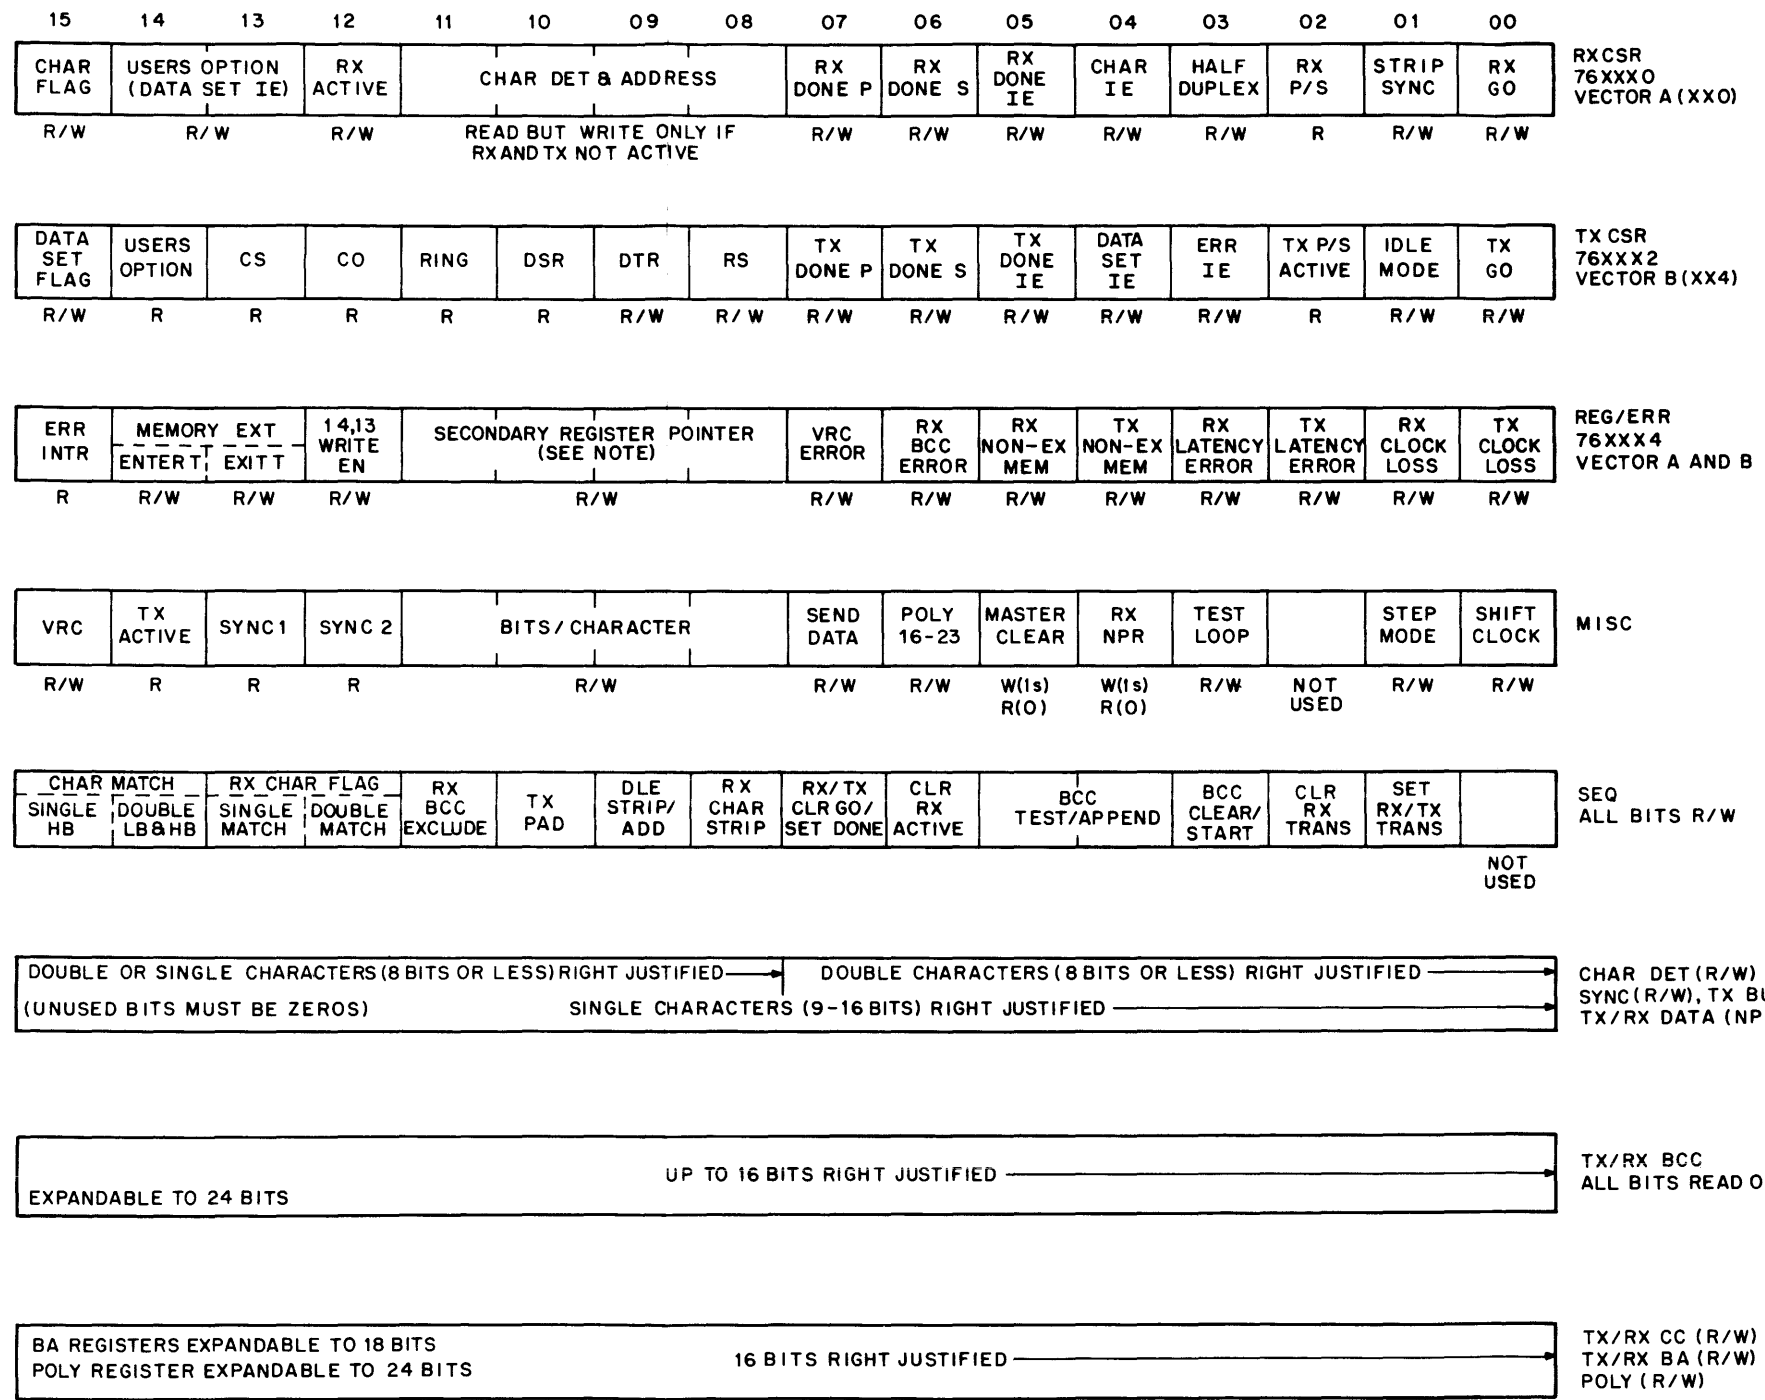 15 14 13 12 11 10 09 08 07 06 05 04 03 02 01 00
CHAR FLAG
USERS OPTION (DATA SET IE)
RX ACTIVE
CHAR DET & ADDRESS
RX DONE P
RX DONE S
RX DONE IE
CHAR IE
HALF DUPLEX
RX P/S
STRIP SYNC
RX GO
RXCSR
76XXX0
VECTOR A (XX0)
R/W R/W R/W READ BUT WRITE ONLY IF R/W R/W R/W R/W R/W R R/W R/W
RX AND TX NOT ACTIVE
DATA SET FLAG
USERS OPTION
CS
CO
RING
DSR
DTR
RS
TX DONE P
TX DONE S
TX DONE IE
DATA SET IE
ERR IE
TX P/S ACTIVE
IDLE MODE
TX GO
TX CSR
76XXX2
VECTOR B (XX4)
R/W R R R R R R/W R/W R/W R/W R/W R/W R/W R R/W R/W
ERR INTR
MEMORY EXT
ENTER T EXIT T
14,13 WRITE EN
SECONDARY REGISTER POINTER
(SEE NOTE)
VRC ERROR
RX BCC ERROR
RX NON-EX MEM
TX NON-EX MEM
RX LATENCY ERROR
TX LATENCY ERROR
RX CLOCK LOSS
TX CLOCK LOSS
REG/ERR
76XXX4
VECTOR A AND B
R R/W R/W R/W R/W R/W R/W R/W R/W R/W R/W R/W R/W
VRC
TX ACTIVE
SYNC 1
SYNC 2
BITS/CHARACTER
SEND DATA
POLY 16-23
MASTER CLEAR
RX NPR
TEST LOOP
STEP MODE
SHIFT CLOCK
MISC
R/W R R R R/W R/W R/W W(1s) W(1s) R/W NOT R/W R/W
R(0) R(0) USED
CHAR MATCH
SINGLE HB
DOUBLE LB&HB
RX CHAR FLAG
SINGLE MATCH
DOUBLE MATCH
RX BCC EXCLUDE
TX PAD
DLE STRIP/ADD
RX CHAR STRIP
RX/TX CLR GO/ SET DONE
CLR RX ACTIVE
BCC TEST/APPEND
BCC CLEAR/ START
CLR RX TRANS
SET RX/TX TRANS
SEQ
ALL BITS R/W
NOT
USED
DOUBLE OR SINGLE CHARACTERS (8 BITS OR LESS) RIGHT JUSTIFIED
DOUBLE CHARACTERS (8 BITS OR LESS) RIGHT JUSTIFIED
(UNUSED BITS MUST BE ZEROS)
SINGLE CHARACTERS (9-16 BITS) RIGHT JUSTIFIED
CHAR DET (R/W)
SYNC (R/W), TX
TX/RX DATA (NP
UP TO 16 BITS RIGHT JUSTIFIED
EXPANDABLE TO 24 BITS
TX/RX BCC
ALL BITS READ
BA REGISTERS EXPANDABLE TO 18 BITS
POLY REGISTER EXPANDABLE TO 24 BITS
16 BITS RIGHT JUSTIFIED
TX/RX CC (R/W)
TX/RX BA (R/W)
POLY (R/W)